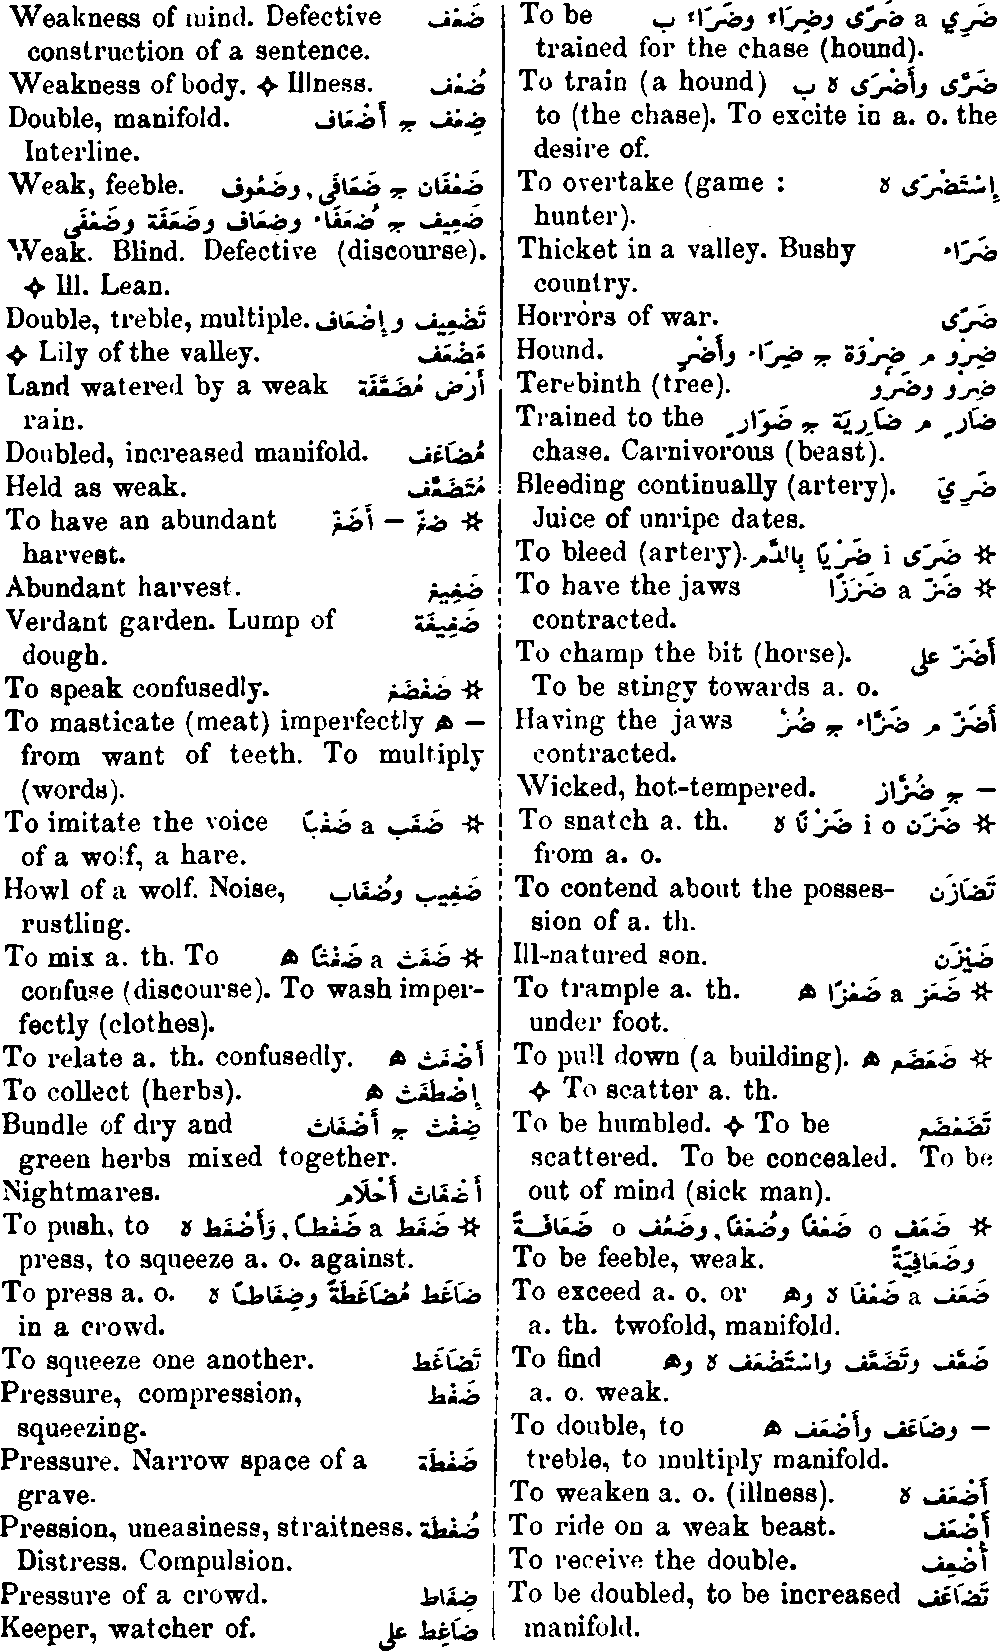 To be ضَرِيَ a ضَرًى وضِرَاءً وضَرَاءً ب
trained for the chase (hound).
To train (a hound) ضَرَّى وأَضْرَى ه ب
to (the chase). To excite in a. o. the
desire of.
To overtake (game : إِسْتَضْرَى ه
hunter).
Thicket in a valley. Bushy ضَرَاء
country.
Horrors of war. ضَرَّى
Hound. ضِرْو م ضِرْوَة ج ضِرَاء وأَضْرٍ
Terebinth (tree). ضِرْو وضَرْو
Trained to the ضَارٍ م ضَارِيَة ج ضَوَارٍ
chase. Carnivorous (beast).
Bleeding continually (artery). ضَرِيّ
Juice of unripe dates.
To bleed (artery). ✲ ضَرَى i ضَرْيًا بِالدَّم
To have the jaws ✲ ضَزَّ a ضَزَزًا
contracted.
To champ the bit (horse). أَضَزَّ على
To be stingy towards a. o.
Having the jaws أَضَزّ م ضَزَّاء ج ضُزّ
contracted.
Wicked, hot-tempered. — ج ضُزَّاز
To snatch a. th. ✲ ضَزَن i o ضَزْنًا ه
from a. o.
To contend about the posses-تَضَازَن
sion of a. th.
Ill-natured son. ضَيْزَن
To trample a. th. ✲ ضَعَز a ضَعْزًا ه
under foot.
To pull down (a building). ✲ ضَعْضَع ه
✧ To scatter a. th.
To be humbled. ✧ To be تَضَعْضَع
scattered. To be concealed. To be
out of mind (sick man).
✲ ضَعَف o ضَعْفًا وضُعْفًا, وضَعُف o ضَعَافَةً
To be feeble, weak. وضَعَافِيَةً
To exceed a. o. or ضَعَف a ضَعْفًا ه وه
a. th. twofold, manifold.
To find ضَعَّف وتَضَعَّف واسْتَضْعَف ه وه
a. o. weak.
To double, to — وضَاعَف وأَضْعَف ه
treble, to multiply manifold.
To weaken a. o. (illness). أَضْعَف ه
To ride on a weak beast. أَضْعَف
To receive the double. أُضْعِف
To be doubled, to be increased تَضَاعَف
manifold.
Weakness of mind. Defective ضَعْف
construction of a sentence.
Weakness of body. ✧ Illness. ضُعْف
Double, manifold. ضِعْف ج أَضْعَاف
Interline.
Weak, feeble. ضَعْفَان ج ضَعَافَى, وضَعُوف
ضَعِيف ج ضُعَفَاء وضِعَاف وضَعَفَة وضَعْفَى
Weak. Blind. Defective (discourse).
✧ Ill. Lean.
Double, treble, multiple. تَضْعِيف وإِضْعَاف
✧ Lily of the valley. مَضْعَف
Land watered by a weak أَرْض مُضَعَّفَة
rain.
Doubled, increased manifold. مُضَاعَف
Held as weak. مُتَضَعَّف
To have an abundant ✲ ضغّ — أَضَغَّ
harvest.
Abundant harvest. ضَغِيغ
Verdant garden. Lump of ضَغِيغَة
dough.
To speak confusedly. ✲ ضَغْضَغ
To masticate (meat) imperfectly — ه
from want of teeth. To multiply
(words).
To imitate the voice ✲ ضَغَب a ضَغْبًا
of a wolf, a hare.
Howl of a wolf. Noise, ضَغِيب وضُغَاب
rustling.
To mix a. th. To ✲ ضَغَث a ضَغْثًا ه
confuse (discourse). To wash imper-
fectly (clothes).
To relate a. th. confusedly. أَضْغَث ه
To collect (herbs). إِضْطَغَث ه
Bundle of dry and ضِغْث ج أَضْغَاث
green herbs mixed together.
Nightmares. أَضْغَاث أَحْلَام
To push, to ✲ ضَغَط a ضَغْطًا, وأَضْغَط ه
press, to squeeze a. o. against.
To press a. o. ضَاغَط مُضَاغَطَةً وضِغَاطًا ه
in a crowd.
To squeeze one another. تَضَاغَط
Pressure, compression, ضَغْط
squeezing.
Pressure. Narrow space of a ضَغْطَة
grave.
Pression, uneasiness, straitness. ضُغْطَة
Distress. Compulsion.
Pressure of a crowd. ضِغَاط
Keeper, watcher of. ضَاغِط على